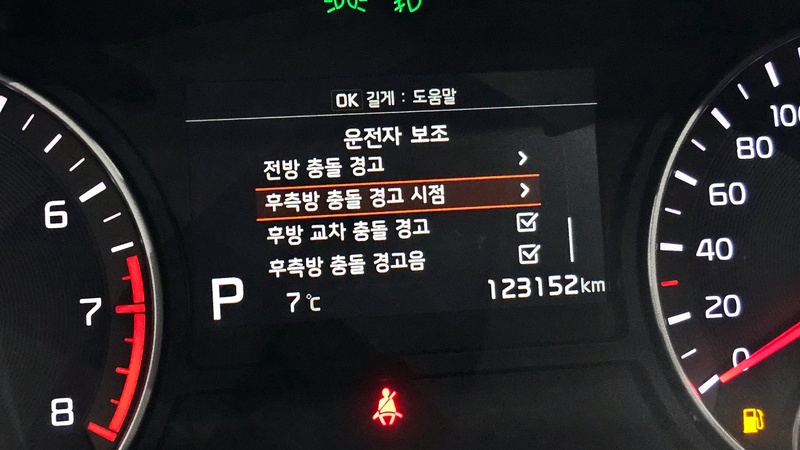 OK 길게 : 도움말
운전자 보조
전방 충돌 경고
후측방 충돌 경고 시점
후방 교차 충돌 경고
후측방 충돌 경고음
P 7℃ 123152km
6
7
8
100
80
60
40
20
0